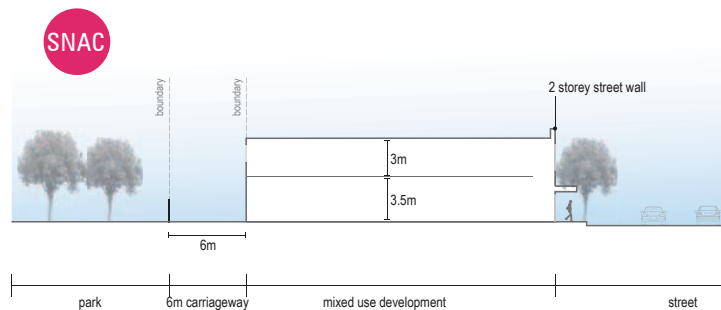 SNAC
boundary
boundary
2 storey street wall
3m
3.5m
6m
park
6m carriageway
mixed use development
street